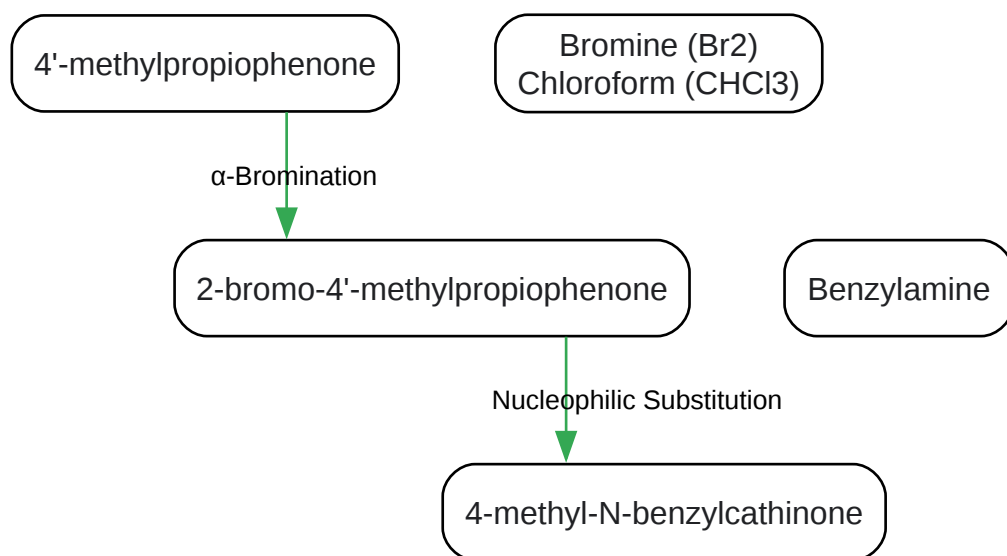 4'-methylpropiophenone
Bromine (Br2)
Chloroform (CHCl3)
α-Bromination
2-bromo-4'-methylpropiophenone
Benzylamine
Nucleophilic Substitution
4-methyl-N-benzylcathinone